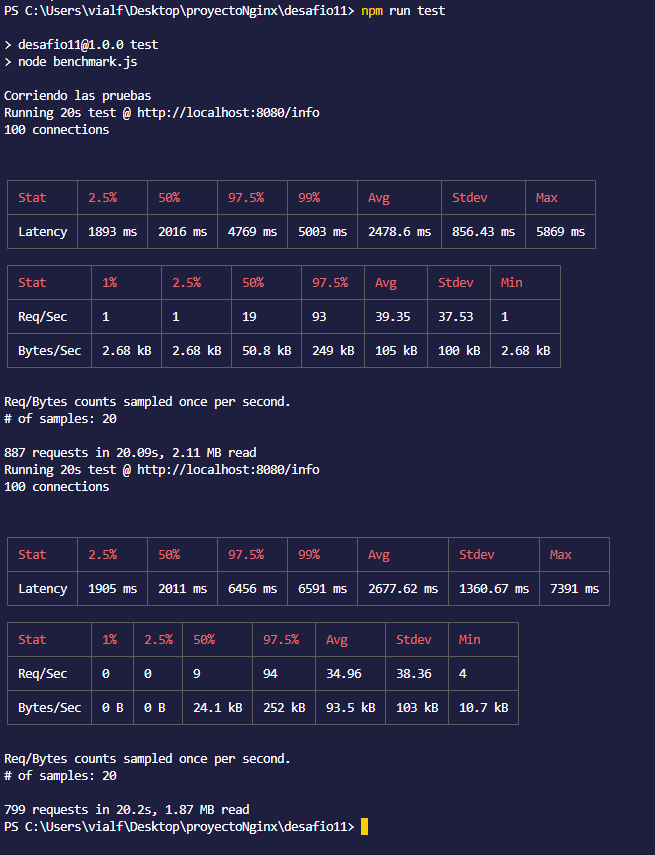 PS C:\Users\vialf\Desktop\proyectoNginx\desafio11> npm run test
> desafio11@1.0.0 test
> node benchmark.js
Corriendo las pruebas
Running 20s test @ http://localhost:8080/info
100 connections
Stat 2.5% 50% 97.5% 99% Avg Stdev Max
Latency 1893 ms 2016 ms 4769 ms 5003 ms 2478.6 ms 856.43 ms 5869 ms
Stat 1% 2.5% 50% 97.5% Avg Stdev Min
Req/Sec 1 1 19 93 39.35 37.53 1
Bytes/Sec 2.68 kB 2.68 kB 50.8 kB 249 kB 105 kB 100 kB 2.68 kB
Req/Bytes counts sampled once per second.
# of samples: 20
887 requests in 20.09s, 2.11 MB read
Running 20s test @ http://localhost:8080/info
100 connections
Stat 2.5% 50% 97.5% 99% Avg Stdev Max
Latency 1905 ms 2011 ms 6456 ms 6591 ms 2677.62 ms 1360.67 ms 7391 ms
Stat 1% 2.5% 50% 97.5% Avg Stdev Min
Req/Sec 0 0 9 94 34.96 38.36 4
Bytes/Sec 0 B 0 B 24.1 kB 252 kB 93.5 kB 103 kB 10.7 kB
Req/Bytes counts sampled once per second.
# of samples: 20
799 requests in 20.2s, 1.87 MB read
PS C:\Users\vialf\Desktop\proyectoNginx\desafio11>